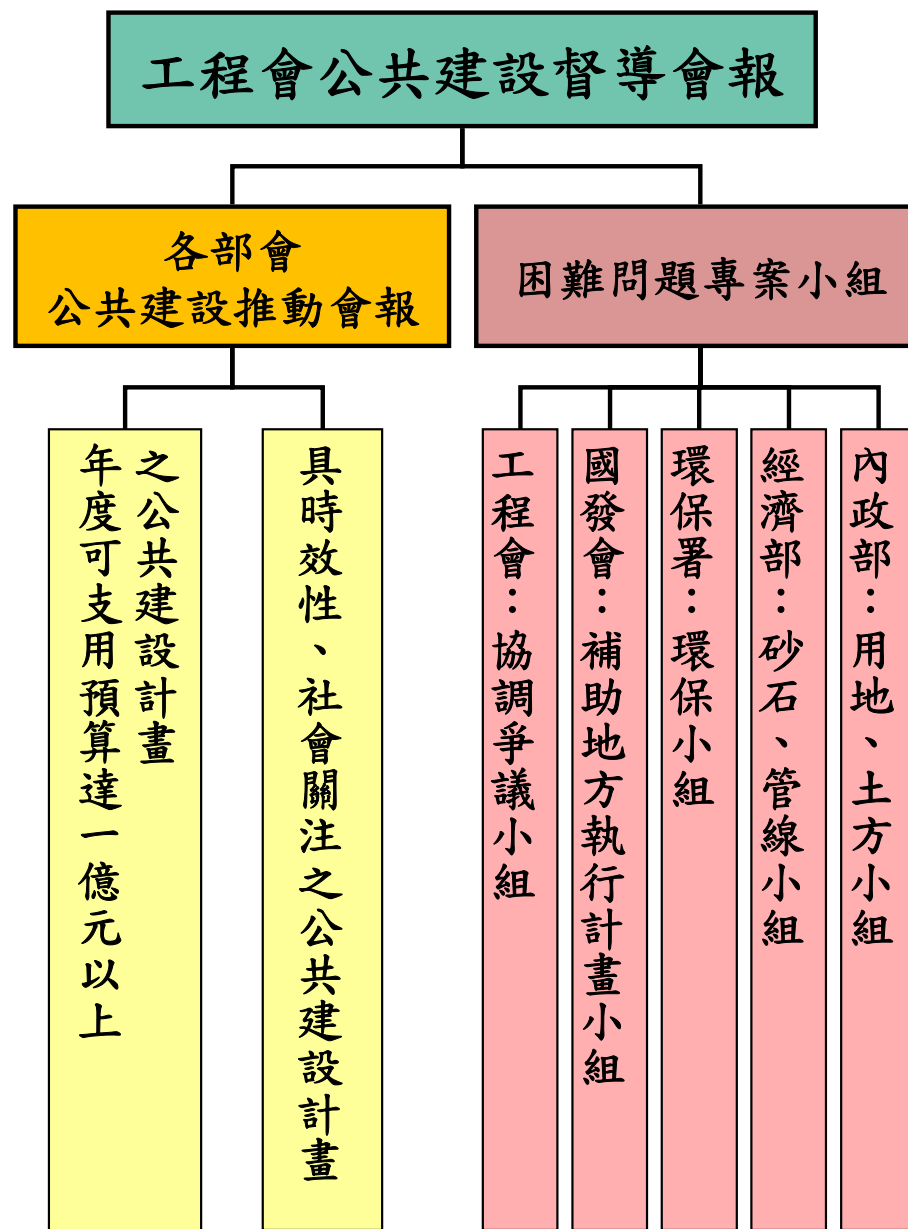 工程會公共建設督導會報
各部會
公共建設推動會報
困難問題專案小組
年度可支用預算達一億元以上
之公共建設計畫
具時效性、社會關注之公共建設計畫
工程會：協調爭議小組
國發會：補助地方執行計畫小組
環保署：環保小組
經濟部：砂石、管線小組
內政部：用地、土方小組